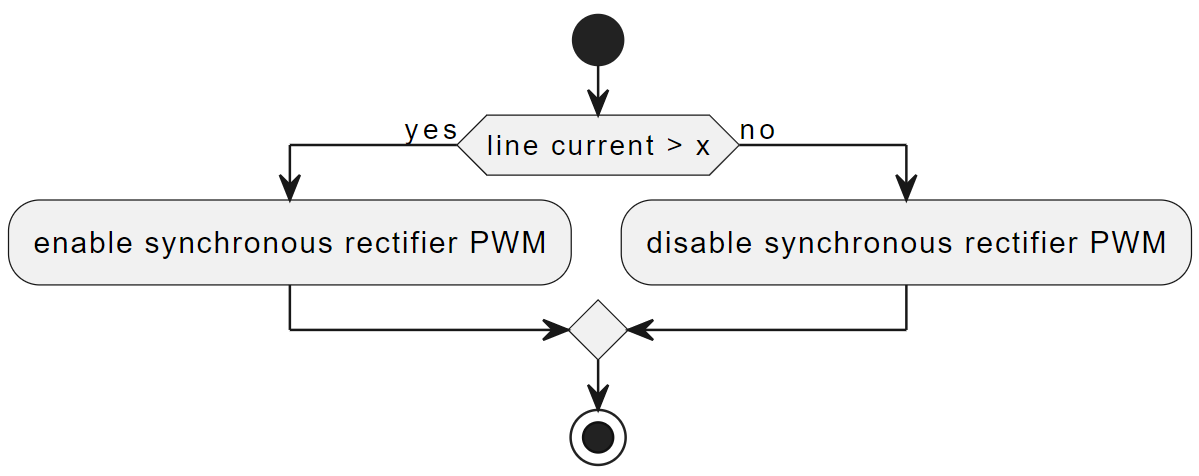 yes
line current > x
no
enable synchronous rectifier PWM
disable synchronous rectifier PWM